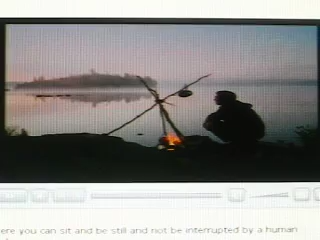 ere you can sit and be still and not be interrupted by a human